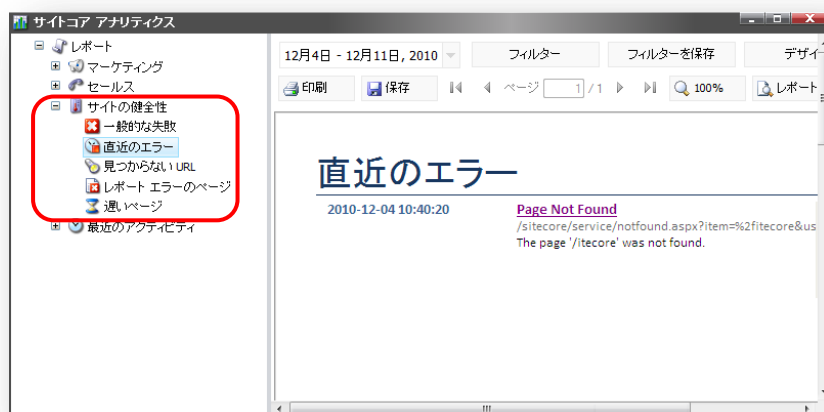 サイトコア アナリティクス
レポート
マーケティング
セールス
サイトの健全性
一般的な失敗
直近のエラー
見つからない URL
レポート エラーのページ
遅いページ
最近のアクティビティ
12月4日 - 12月11日, 2010 フィルター フィルターを保存 デザイ
印刷 保存 ページ 1 / 1 100% レポート
直近のエラー
2010-12-04 10:40:20 Page Not Found
/sitecore/service/notfound.aspx?item=%2fitecore&us
The page '/itecore' was not found.